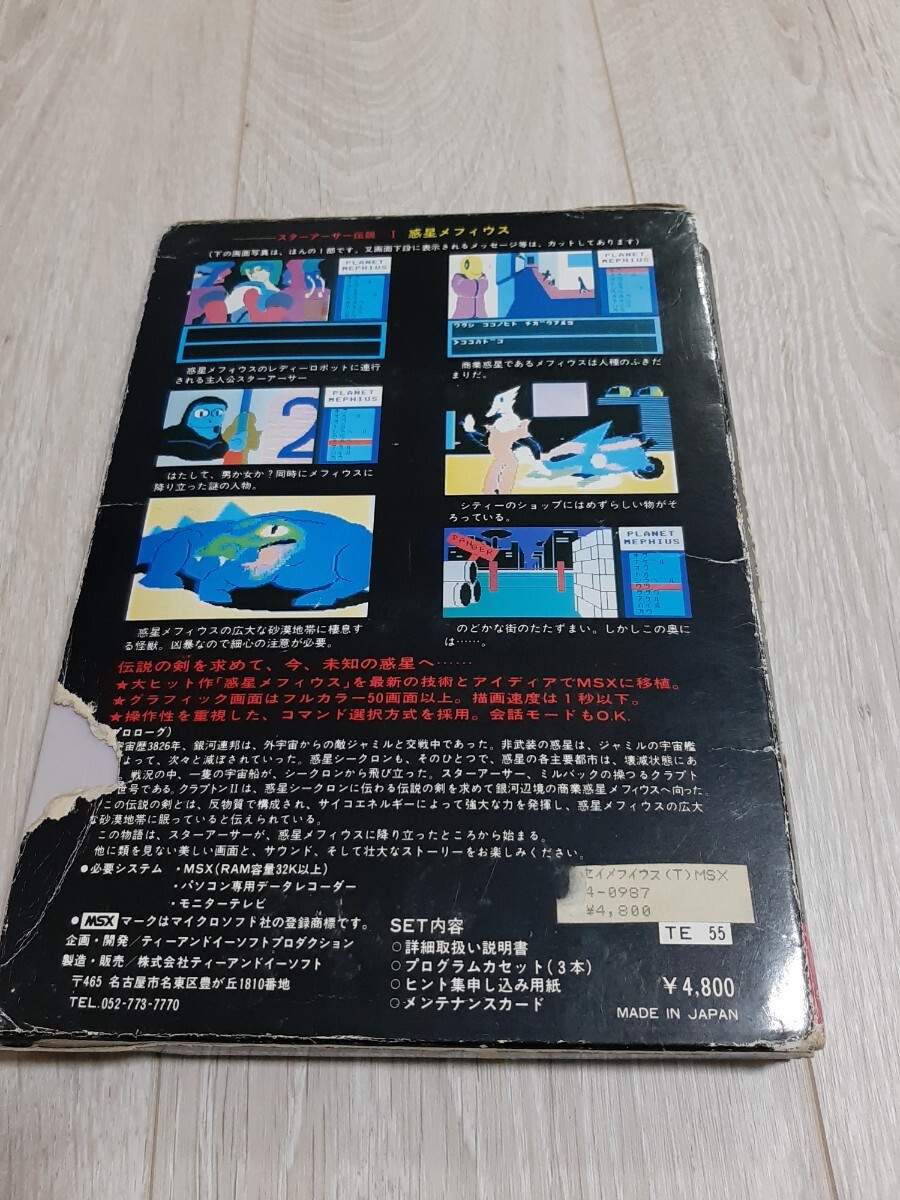 スターアーサー伝説 I 惑星メフィウス
(下の画面写真は、ほんの1部です。又画面下段に表示されるメッセージ等は、カットしてあります)
PLANET
MEPHIUS
PLANET
MEPHIUS
ワタシ ココノヒト チガウアルヨ
>ココハドコ
惑星メフィウスのレディーロボットに連行
される主人公スターアーサー
商業惑星であるメフィウスは人種のふきだ
まりだ。
2
PLANET
MEPHIUS
はたして、男か女か?同時にメフィウスに
降り立った謎の人物。
シティーのショップにはめずらしい物がそ
ろっている。
DANGER
PLANET
MEPHIUS
惑星メフィウスの広大な砂漠地帯に棲息す
る怪獣。凶暴なので細心の注意が必要。
のどかな街のたたずまい。しかしこの奥に
は……。
伝説の剣を求めて、今、未知の惑星へ……
★大ヒット作「惑星メフィウス」を最新の技術とアイディアでMSXに移植。
★グラフィック画面はフルカラー50画面以上。描画速度は1秒以下。
★操作性を重視した、コマンド選択方式を採用。会話モードもO.K.
プロローグ)
宇宙歴3826年、銀河連邦は、外宇宙からの敵ジャミルと交戦中であった。非武装の惑星は、ジャミルの宇宙艦
よって、次々と滅ぼされていった。惑星シークロンも、そのひとつで、惑星の各主要都市は、壊滅状態にあ
戦況の中、一隻の宇宙船が、シークロンから飛び立った。スターアーサー、ミルバックの操つるクラプト
世号である。クラプトンIIは、惑星シークロンに伝わる伝説の剣を求めて銀河辺境の商業惑星メフィウスへ向った。
この伝説の剣とは、反物質で構成され、サイコエネルギーによって強大な力を発揮し、惑星メフィウスの広大
な砂漠地帯に眠っていると伝えられている。
この物語は、スターアーサーが、惑星メフィウスに降り立ったところから始まる。
他に類を見ない美しい画面と、サウンド、そして壮大なストーリーをお楽しみください。
●必要システム ・MSX(RAM容量32K以上)
・パソコン専用データレコーダー
・モニターテレビ
セイメフイウス(T)MSX
4-0987
¥4,800
TE 55
●MSXマークはマイクロソフト社の登録商標です。
企画・開発/ティーアンドイーソフトプロダクション
製造・販売/株式会社ティーアンドイーソフト
〒465 名古屋市名東区豊が丘1810番地
TEL.052-773-7770
SET内容
○詳細取扱い説明書
○プログラムカセット(3本)
○ヒント集申し込み用紙
○メンテナンスカード
¥4,800
MADE IN JAPAN